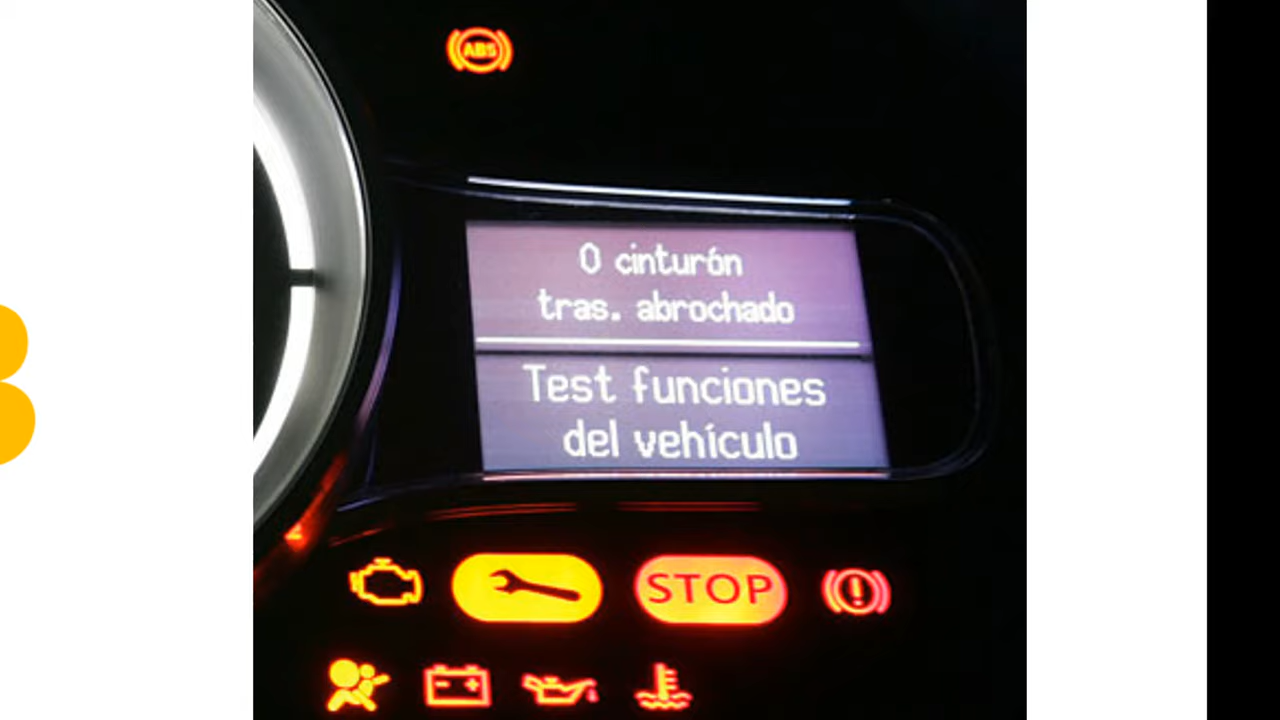 ABS
0 cinturón
tras. abrochado
Test funciones
del vehículo
STOP